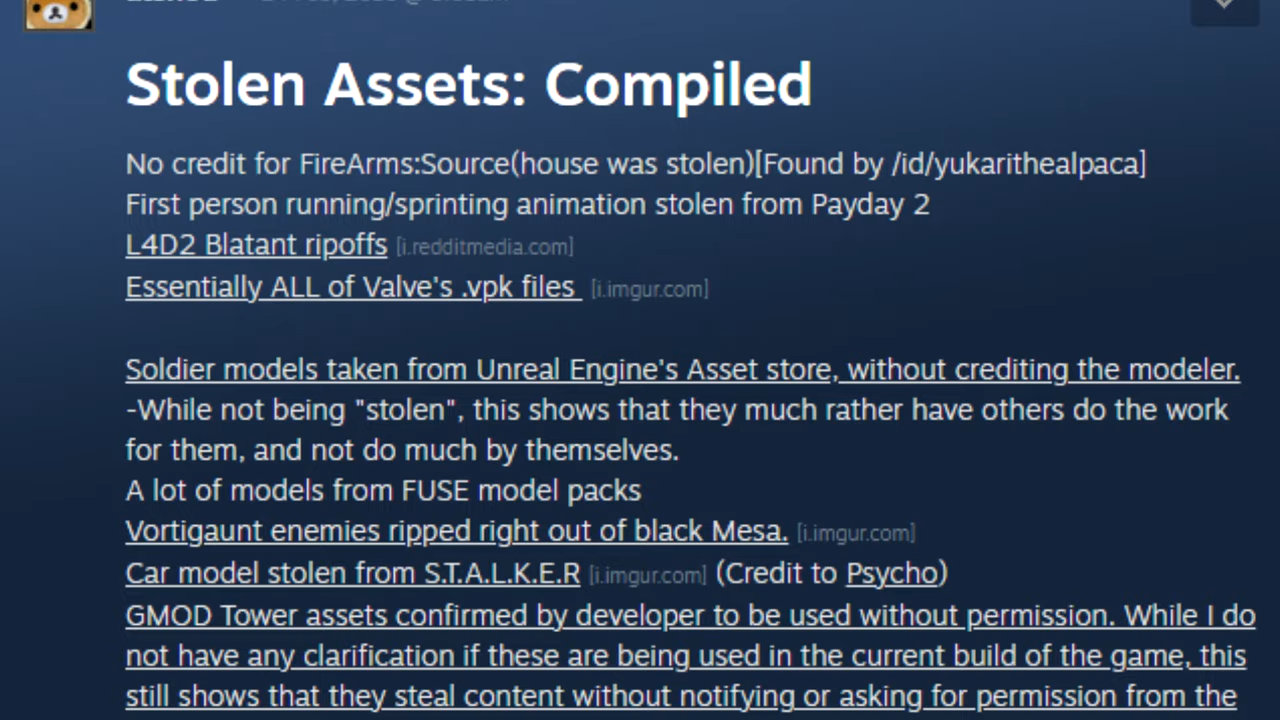 Stolen Assets: Compiled
No credit for FireArms:Source(house was stolen)[Found by /id/yukarithealpaca]
First person running/sprinting animation stolen from Payday 2
L4D2 Blatant ripoffs [i.redditmedia.com]
Essentially ALL of Valve's .vpk files [i.imgur.com]
Soldier models taken from Unreal Engine's Asset store, without crediting the modeler.
-While not being "stolen", this shows that they much rather have others do the work
for them, and not do much by themselves.
A lot of models from FUSE model packs
Vortigaunt enemies ripped right out of black Mesa. [i.imgur.com]
Car model stolen from S.T.A.L.K.E.R [i.imgur.com] (Credit to Psycho)
GMOD Tower assets confirmed by developer to be used without permission. While I do
not have any clarification if these are being used in the current build of the game, this
still shows that they steal content without notifying or asking for permission from the